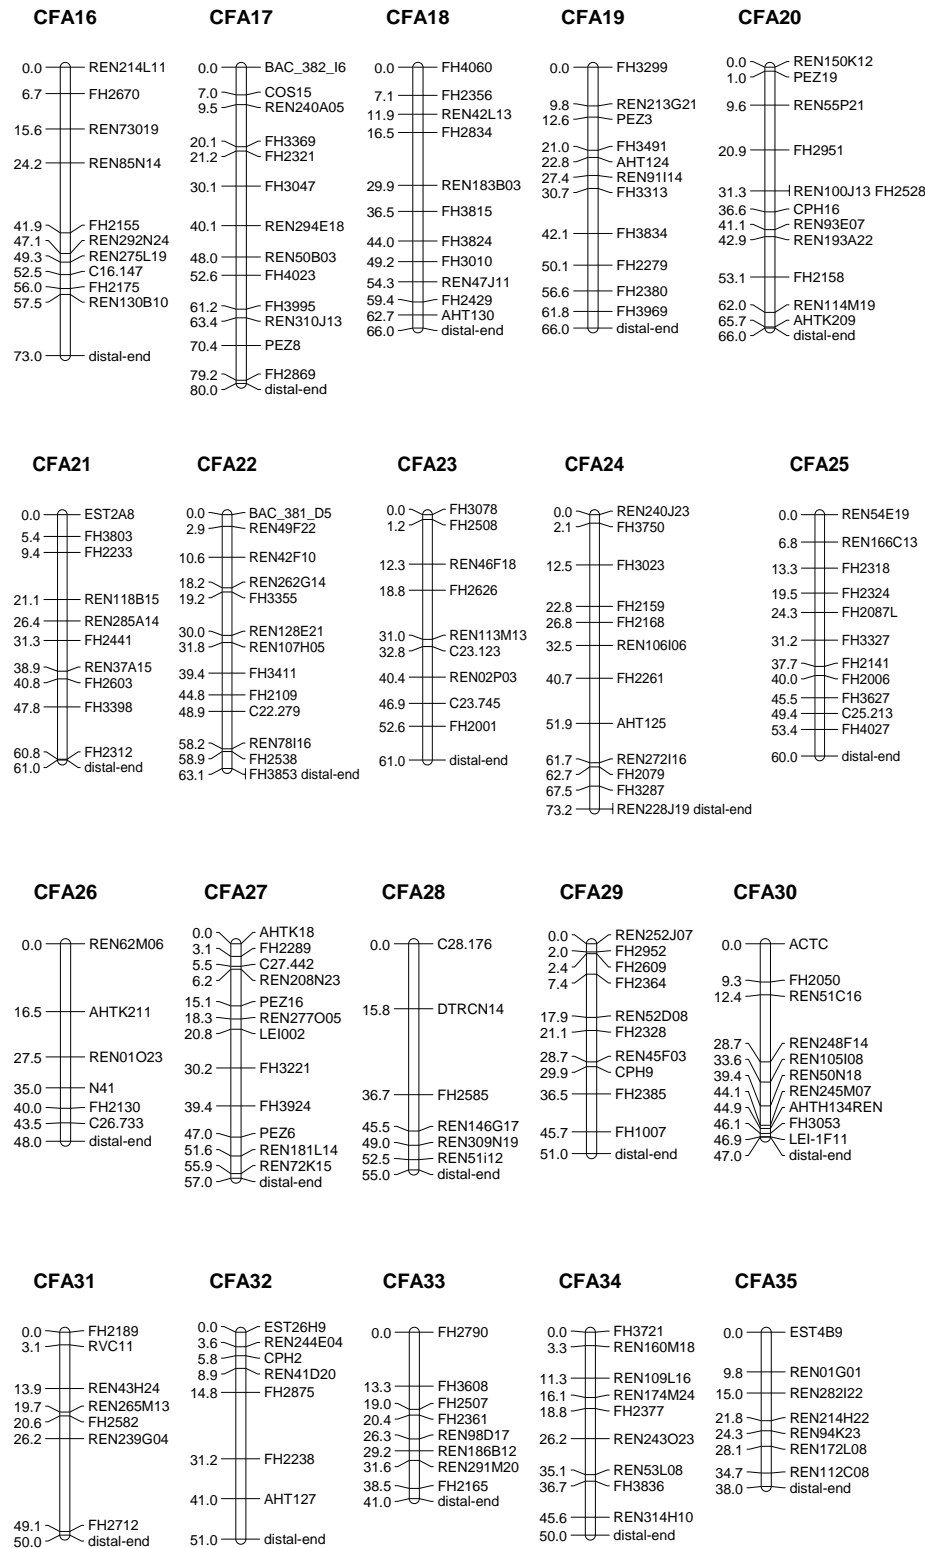 CFA16
0.0 REN214L11
6.7 FH2670
15.6 REN73019
24.2 REN85N14
41.9 FH2155
47.1 REN292N24
49.3 REN275L19
52.5 C16.147
56.0 FH2175
57.5 REN130B10
73.0 distal-end
CFA17
0.0 BAC_382_I6
7.0 COS15
9.5 REN240A05
20.1 FH3369
21.2 FH2321
30.1 FH3047
40.1 REN294E18
48.0 REN50B03
52.6 FH4023
61.2 FH3995
63.4 REN310J13
70.4 PEZ8
79.2 FH2869
80.0 distal-end
CFA18
0.0 FH4060
7.1 FH2356
11.9 REN42L13
16.5 FH2834
29.9 REN183B03
36.5 FH3815
44.0 FH3824
49.2 FH3010
54.3 REN47J11
59.4 FH2429
62.7 AHT130
66.0 distal-end
CFA19
0.0 FH3299
9.8 REN213G21
12.6 PEZ3
21.0 FH3491
22.8 AHT124
27.4 REN91I14
30.7 FH3313
42.1 FH3834
50.1 FH2279
56.6 FH2380
61.8 FH3969
66.0 distal-end
CFA20
0.0 REN150K12
1.0 PEZ19
9.6 REN55P21
20.9 FH2951
31.3 REN100J13 FH2528
36.6 CPH16
41.1 REN93E07
42.9 REN193A22
53.1 FH2158
62.0 REN114M19
65.7 AHTK209
66.0 distal-end
CFA21
0.0 EST2A8
5.4 FH3803
9.4 FH2233
21.1 REN118B15
26.4 REN285A14
31.3 FH2441
38.9 REN37A15
40.8 FH2603
47.8 FH3398
60.8 FH2312
61.0 distal-end
CFA22
0.0 BAC_381_D5
2.9 REN49F22
10.6 REN42F10
18.2 REN262G14
19.2 FH3355
30.0 REN128E21
31.8 REN107H05
39.4 FH3411
44.8 FH2109
48.9 C22.279
58.2 REN78I16
58.9 FH2538
63.1 FH3853 distal-end
CFA23
0.0 FH3078
1.2 FH2508
12.3 REN46F18
18.8 FH2626
31.0 REN113M13
32.8 C23.123
40.4 REN02P03
46.9 C23.745
52.6 FH2001
61.0 distal-end
CFA24
0.0 REN240J23
2.1 FH3750
12.5 FH3023
22.8 FH2159
26.8 FH2168
32.5 REN106I06
40.7 FH2261
51.9 AHT125
61.7 REN272I16
62.7 FH2079
67.5 FH3287
73.2 REN228J19 distal-end
CFA25
0.0 REN54E19
6.8 REN166C13
13.3 FH2318
19.5 FH2324
24.3 FH2087L
31.2 FH3327
37.7 FH2141
40.0 FH2006
45.5 FH3627
49.4 C25.213
53.4 FH4027
60.0 distal-end
CFA26
0.0 REN62M06
16.5 AHTK211
27.5 REN01O23
35.0 N41
40.0 FH2130
43.5 C26.733
48.0 distal-end
CFA27
0.0 AHTK18
3.1 FH2289
5.5 C27.442
6.2 REN208N23
15.1 PEZ16
18.3 REN277O05
20.8 LEI002
30.2 FH3221
39.4 FH3924
47.0 PEZ6
51.6 REN181L14
55.9 REN72K15
57.0 distal-end
CFA28
0.0 C28.176
15.8 DTRCN14
36.7 FH2585
45.5 REN146G17
49.0 REN309N19
52.5 REN51i12
55.0 distal-end
CFA29
0.0 REN252J07
2.0 FH2952
2.4 FH2609
7.4 FH2364
17.9 REN52D08
21.1 FH2328
28.7 REN45F03
29.9 CPH9
36.5 FH2385
45.7 FH1007
51.0 distal-end
CFA30
0.0 ACTC
9.3 FH2050
12.4 REN51C16
28.7 REN248F14
33.6 REN105I08
39.4 REN50N18
44.1 REN245M07
44.9 AHTH134REN
46.1 FH3053
46.9 LEI-1F11
47.0 distal-end
CFA31
0.0 FH2189
3.1 RVC11
13.9 REN43H24
19.7 REN265M13
20.6 FH2582
26.2 REN239G04
49.1 FH2712
50.0 distal-end
CFA32
0.0 EST26H9
3.6 REN244E04
5.8 CPH2
8.9 REN41D20
14.8 FH2875
31.2 FH2238
41.0 AHT127
51.0 distal-end
CFA33
0.0 FH2790
13.3 FH3608
19.0 FH2507
20.4 FH2361
26.3 REN98D17
29.2 REN186B12
31.6 REN291M20
38.5 FH2165
41.0 distal-end
CFA34
0.0 FH3721
3.3 REN160M18
11.3 REN109L16
16.1 REN174M24
18.8 FH2377
26.2 REN243O23
35.1 REN53L08
36.7 FH3836
45.6 REN314H10
50.0 distal-end
CFA35
0.0 EST4B9
9.8 REN01G01
15.0 REN282I22
21.8 REN214H22
24.3 REN94K23
28.1 REN172L08
34.7 REN112C08
38.0 distal-end